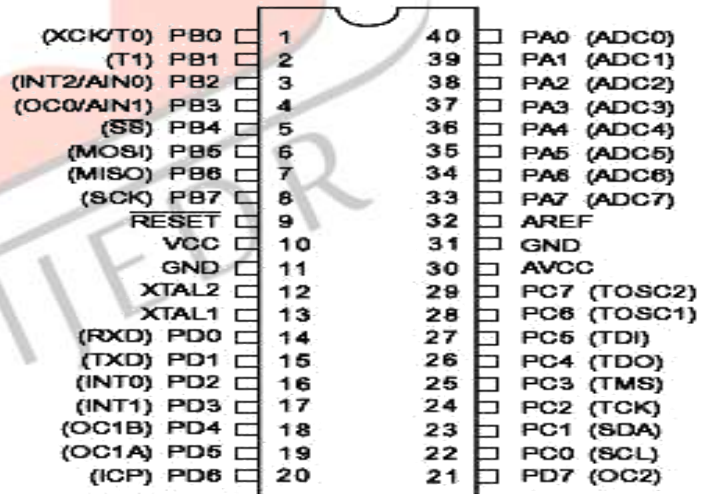 (XCK/T0) PB0 1 40 PA0 (ADC0)
(T1) PB1 2 39 PA1 (ADC1)
(INT2/AIN0) PB2 3 38 PA2 (ADC2)
(OC0/AIN1) PB3 4 37 PA3 (ADC3)
(SS) PB4 5 36 PA4 (ADC4)
(MOSI) PB5 6 35 PA5 (ADC5)
(MISO) PB6 7 34 PA6 (ADC6)
(SCK) PB7 8 33 PA7 (ADC7)
RESET 9 32 AREF
VCC 10 31 GND
GND 11 30 AVCC
XTAL2 12 29 PC7 (TOSC2)
XTAL1 13 28 PC6 (TOSC1)
(RXD) PD0 14 27 PC5 (TDI)
(TXD) PD1 15 26 PC4 (TDO)
(INT0) PD2 16 25 PC3 (TMS)
(INT1) PD3 17 24 PC2 (TCK)
(OC1B) PD4 18 23 PC1 (SDA)
(OC1A) PD5 19 22 PC0 (SCL)
(ICP) PD6 20 21 PD7 (OC2)
IJEDR